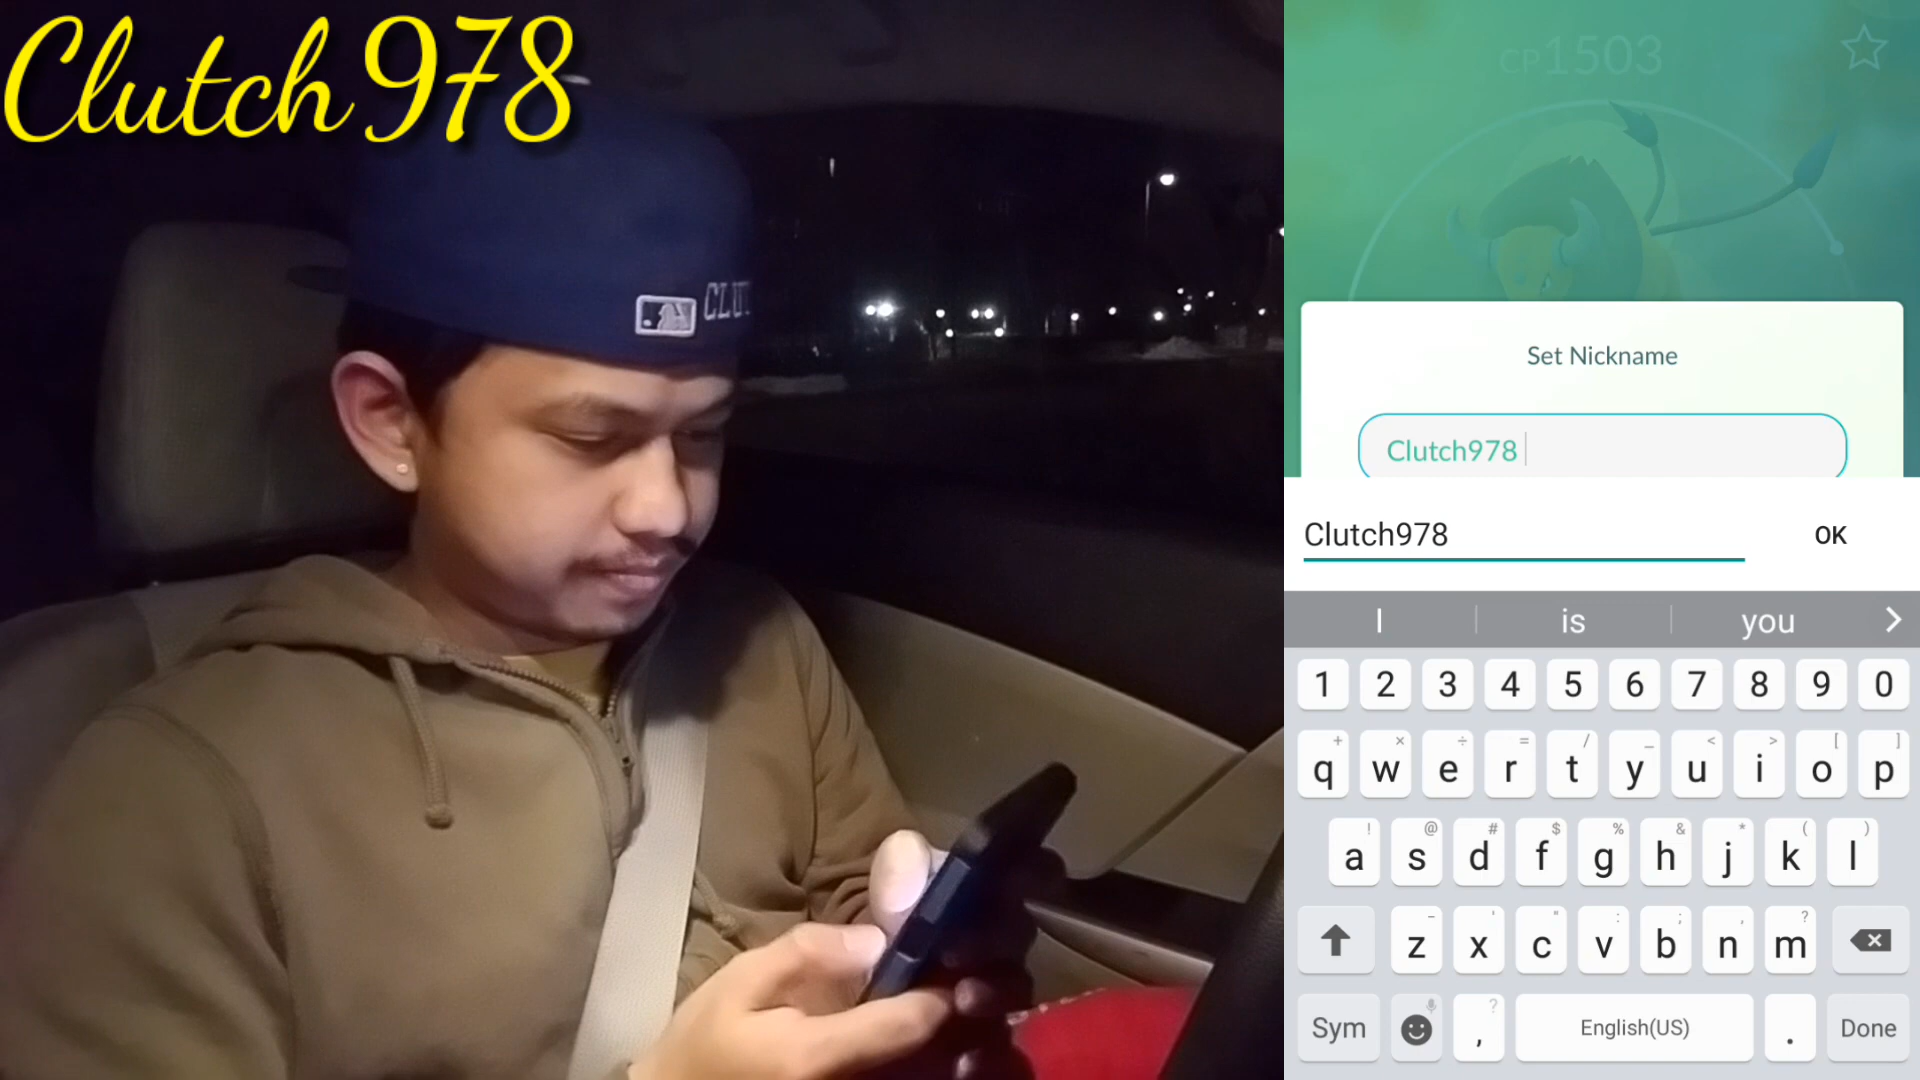 Clutch978
CLUT
CP1503
Set Nickname
Clutch978
Clutch978
OK
I is you
1 2 3 4 5 6 7 8 9 0
+ × ÷ = / _ < > [ ]
q w e r t y u i o p
! @ # $ % & * ( )
a s d f g h j k l
- ' " : ; , ?
z x c v b n m
?
Sym , English(US) . Done